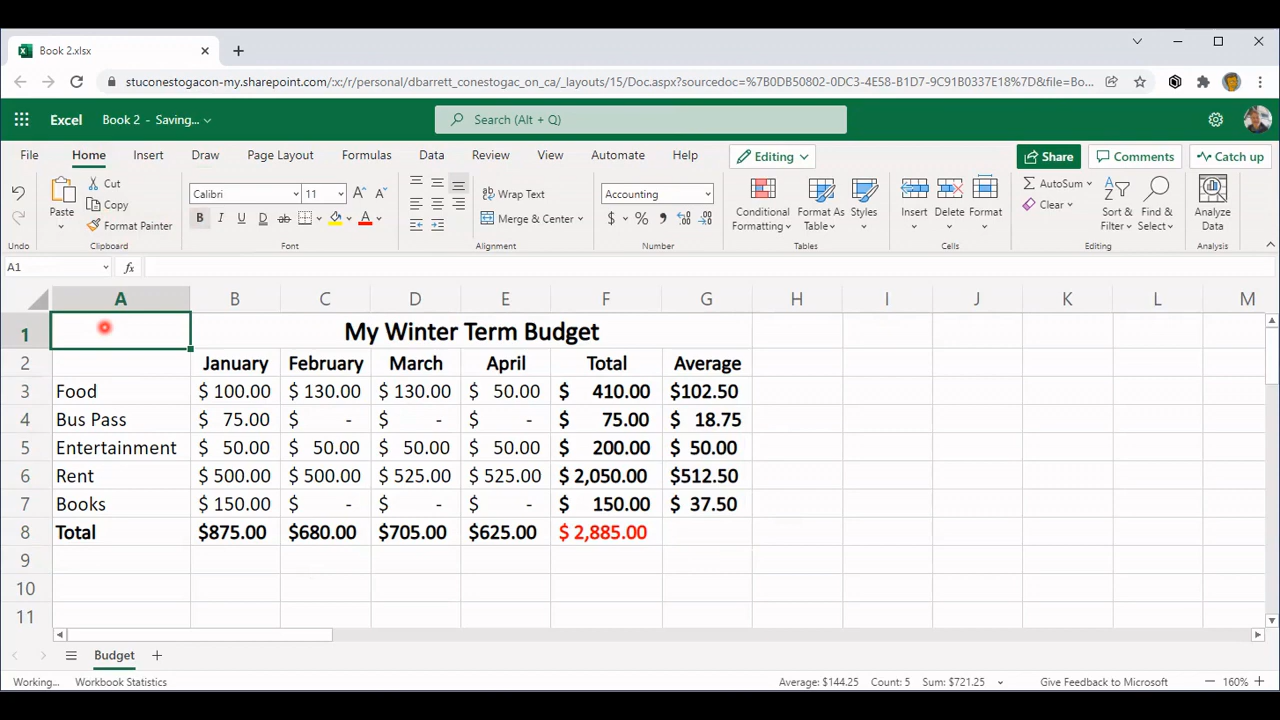 Book 2.xlsx
stuconestogacon-my.sharepoint.com/:x:/r/personal/dbarrett_conestogac_on_ca/_layouts/15/Doc.aspx?sourcedoc=%7B0DB50802-0DC3-4E58-B1D7-9C91B0337E18%7D&file=Bo...
Excel Book 2 - Saving... Search (Alt + Q)
File Home Insert Draw Page Layout Formulas Data Review View Automate Help Editing Share Comments Catch up
Undo
Paste Cut Copy Format Painter
Clipboard
Calibri 11
B I U D ab A
Font
Wrap Text
Merge & Center
Alignment
Accounting
$ % 9
Number
Conditional Formatting Format As Table Styles
Tables
Insert Delete Format
Cells
AutoSum Clear Sort & Filter Find & Select
Editing
Analyze Data
Analysis
A1 fx
A B C D E F G H I J K L M
1 My Winter Term Budget
2 January February March April Total Average
3 Food $ 100.00 $ 130.00 $ 130.00 $ 50.00 $ 410.00 $102.50
4 Bus Pass $ 75.00 $ - $ - $ - $ 75.00 $ 18.75
5 Entertainment $ 50.00 $ 50.00 $ 50.00 $ 50.00 $ 200.00 $ 50.00
6 Rent $ 500.00 $ 500.00 $ 525.00 $ 525.00 $ 2,050.00 $512.50
7 Books $ 150.00 $ - $ - $ - $ 150.00 $ 37.50
8 Total $875.00 $680.00 $705.00 $625.00 $ 2,885.00
9
10
11
Budget
Working... Workbook Statistics Average: $144.25 Count: 5 Sum: $721.25 Give Feedback to Microsoft 160%